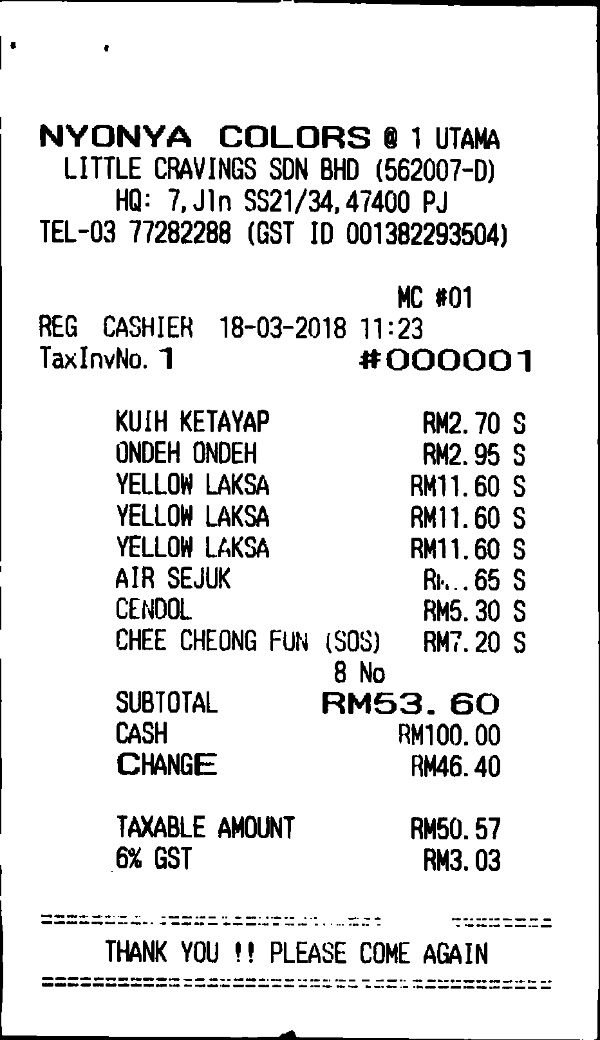 NYONYA COLORS @ 1 UTAMA
LITTLE CRAVINGS SDN BHD (562007-D)
HQ: 7,Jln SS21/34,47400 PJ
TEL-03 77282288 (GST ID 001382293504)
MC #01
REG CASHIER 18-03-2018 11:23
TaxInvNo. 1 #000001
KUIH KETAYAP RM2.70 S
ONDEH ONDEH RM2.95 S
YELLOW LAKSA RM11.60 S
YELLOW LAKSA RM11.60 S
YELLOW LAKSA RM11.60 S
AIR SEJUK S
CENDOL RM5.30 S
CHEE CHEONG FUN (SOS) RM7.20 S
8 No
SUBTOTAL RM53.60
CASH RM100.00
CHANGE RM46.40
TAXABLE AMOUNT RM50.57
6% GST RM3.03
THANK YOU !! PLEASE COME AGAIN